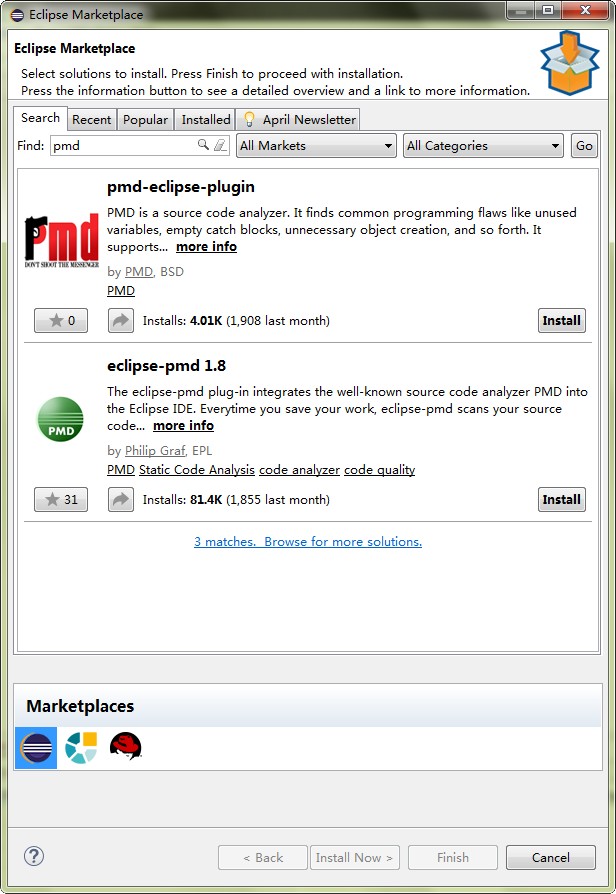 Eclipse Marketplace
Eclipse Marketplace
Select solutions to install. Press Finish to proceed with installation.
Press the information button to see a detailed overview and a link to more information.
Search Recent Popular Installed April Newsletter
Find: pmd All Markets All Categories Go
pmd-eclipse-plugin
PMD is a source code analyzer. It finds common programming flaws like unused
variables, empty catch blocks, unnecessary object creation, and so forth. It
supports... more info
pmd
DON'T SHOOT THE MESSENGER
by PMD, BSD
PMD
0 Installs: 4.01K (1,908 last month) Install
eclipse-pmd 1.8
The eclipse-pmd plug-in integrates the well-known source code analyzer PMD into
the Eclipse IDE. Everytime you save your work, eclipse-pmd scans your source
code... more info
PMD
by Philip Graf, EPL
PMD Static Code Analysis code analyzer code quality
31 Installs: 81.4K (1,855 last month) Install
3 matches. Browse for more solutions.
Marketplaces
? < Back Install Now > Finish Cancel